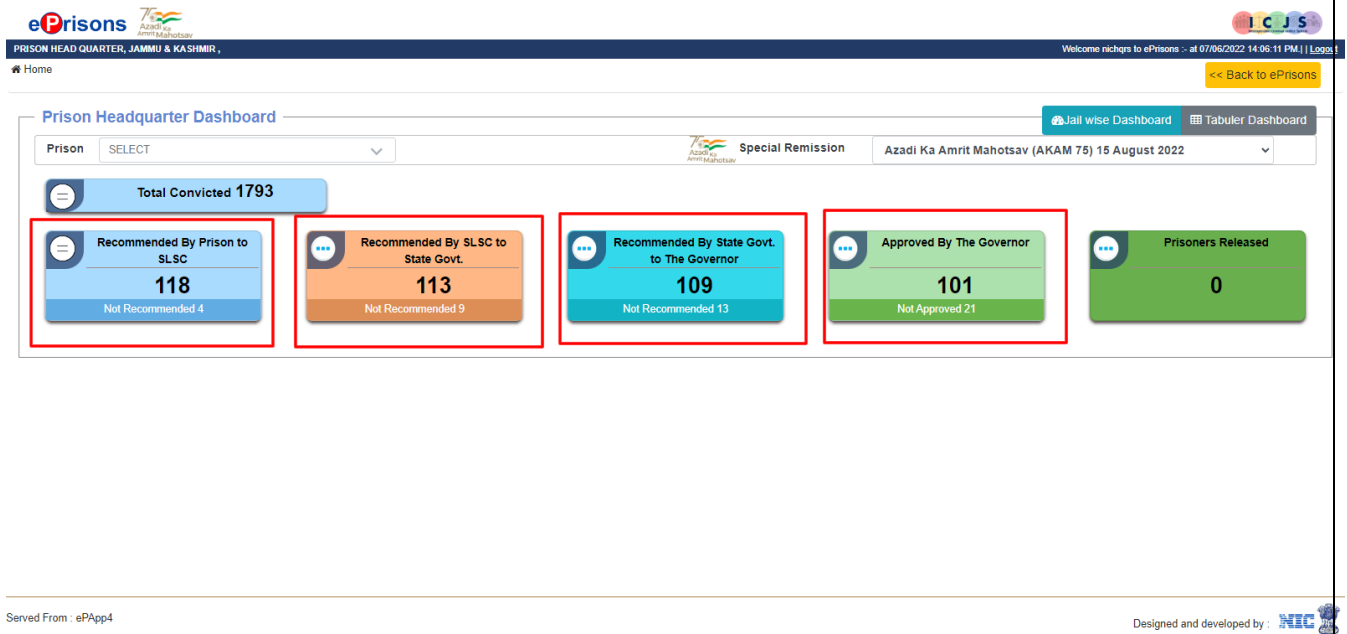 ePrisons
Azadi Ka
Amrit Mahotsav
I C J S
PRISON HEAD QUARTER, JAMMU & KASHMIR ,
Welcome nichqrs to ePrisons :- at 07/06/2022 14:06:11 PM.| | Logout
Home
<< Back to ePrisons
Prison Headquarter Dashboard
Jail wise Dashboard
Tabuler Dashboard
Prison
SELECT
Azadi Ka
Amrit Mahotsav
Special Remission
Azadi Ka Amrit Mahotsav (AKAM 75) 15 August 2022
Total Convicted 1793
Recommended By Prison to
SLSC
118
Not Recommended 4
Recommended By SLSC to
State Govt.
113
Not Recommended 9
Recommended By State Govt.
to The Governor
109
Not Recommended 13
Approved By The Governor
101
Not Approved 21
Prisoners Released
0
Served From : ePApp4
Designed and developed by :
NIC